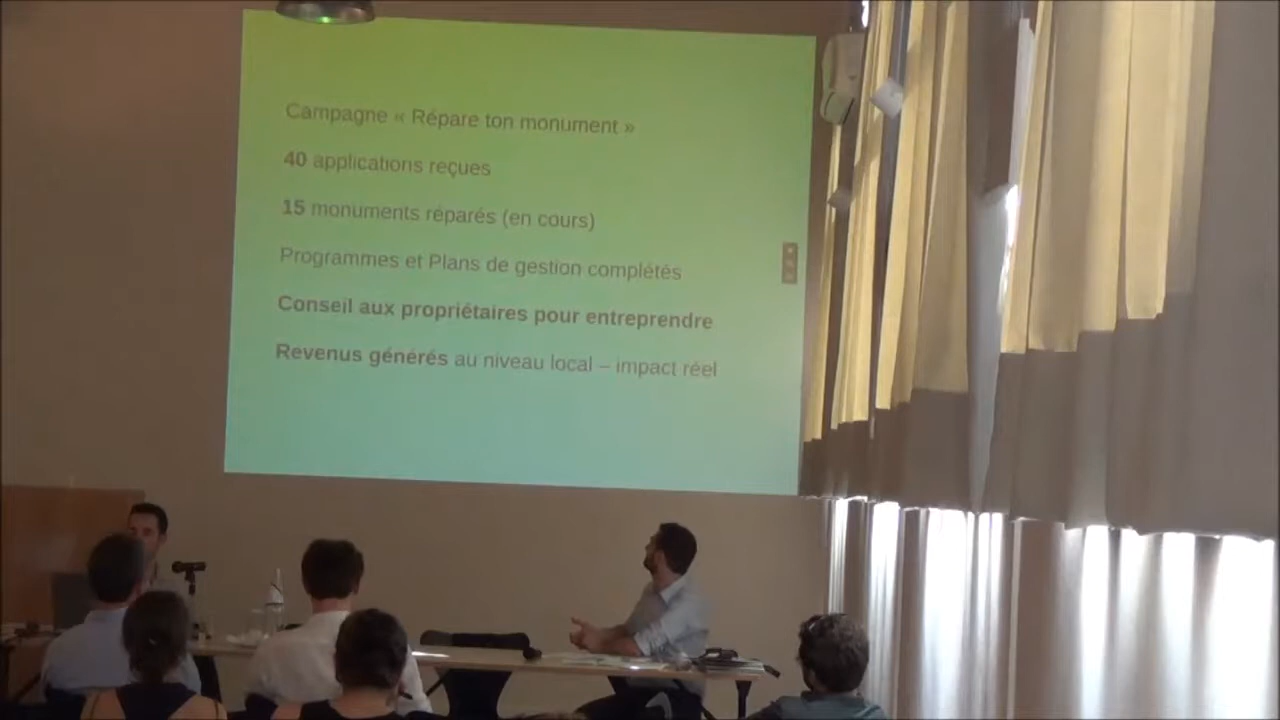 Campagne « Répare ton monument »
40 applications reçues
15 monuments réparés (en cours)
Programmes et Plans de gestion complétés
Conseil aux propriétaires pour entreprendre
Revenus générés au niveau local – impact réel